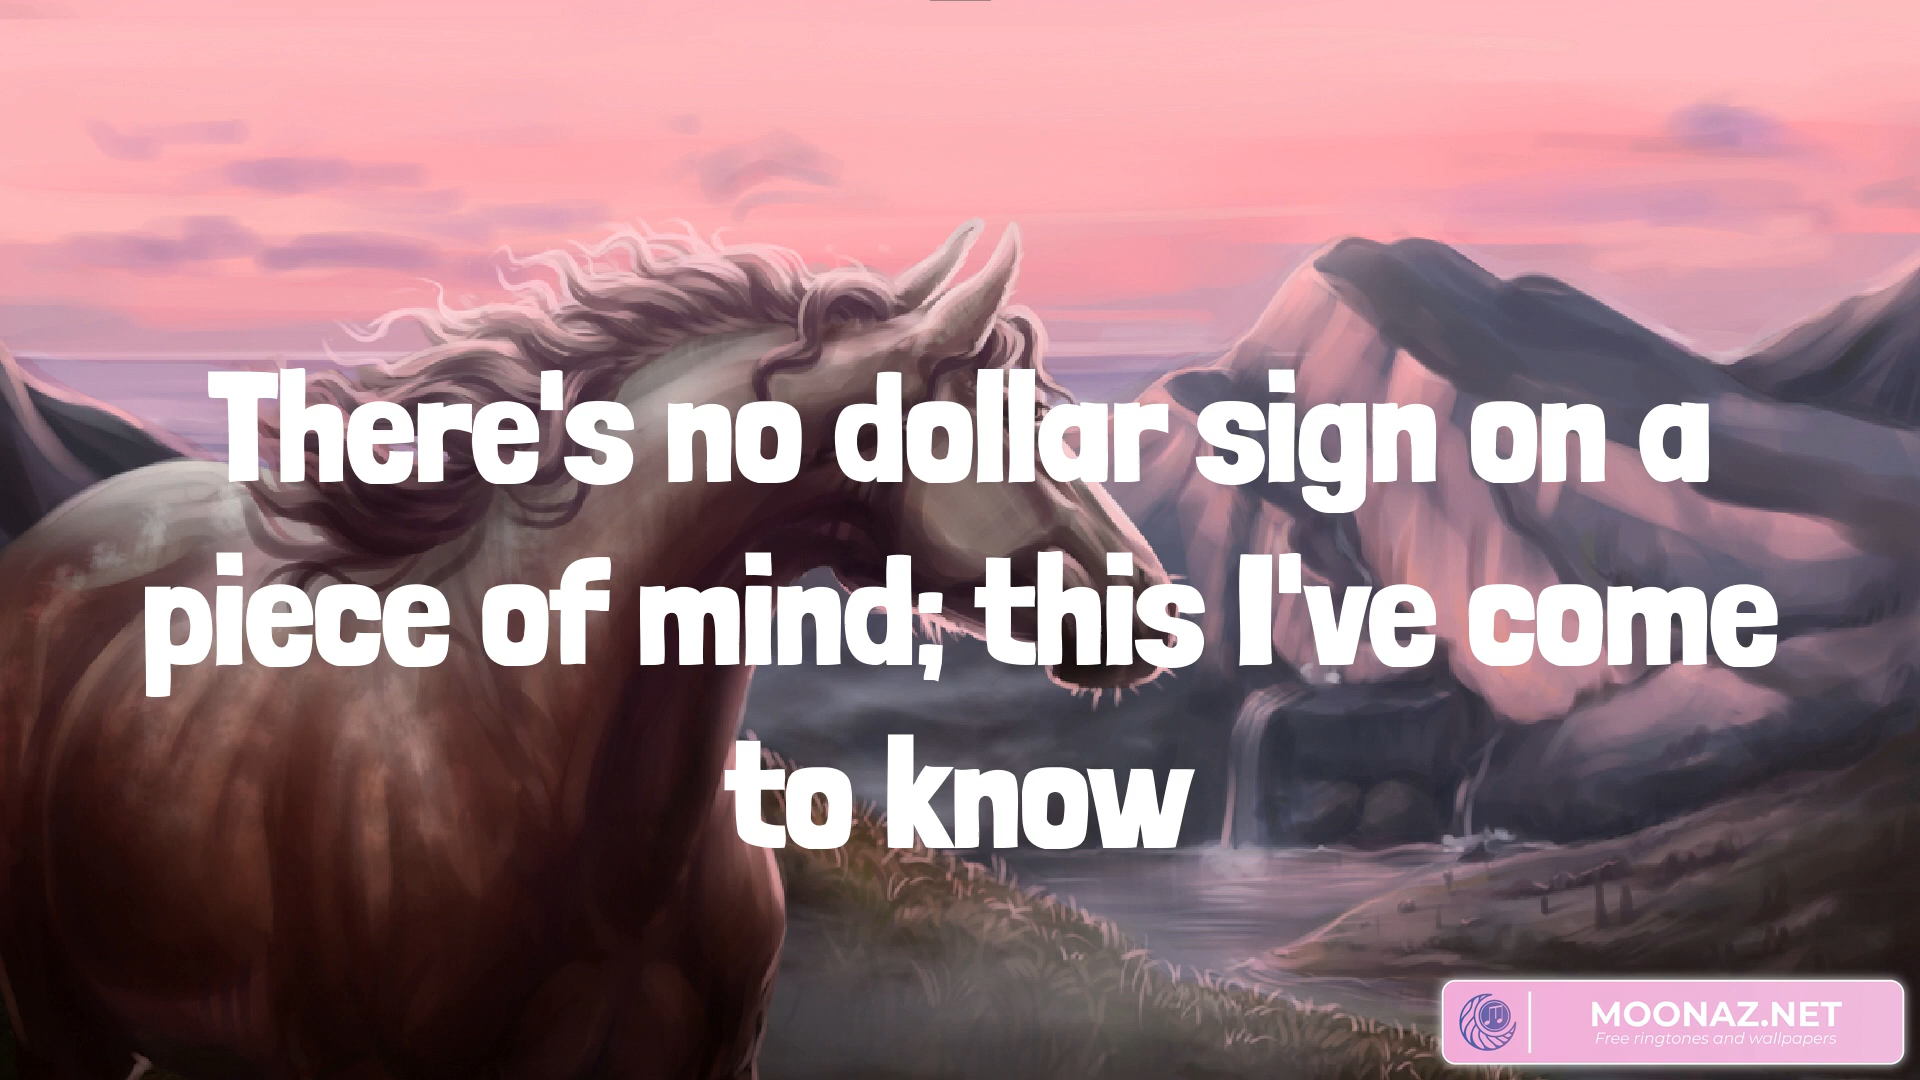 There's no dollar sign on a
piece of mind; this I've come
to know
MOONAZ.NET
Free ringtones and wallpapers